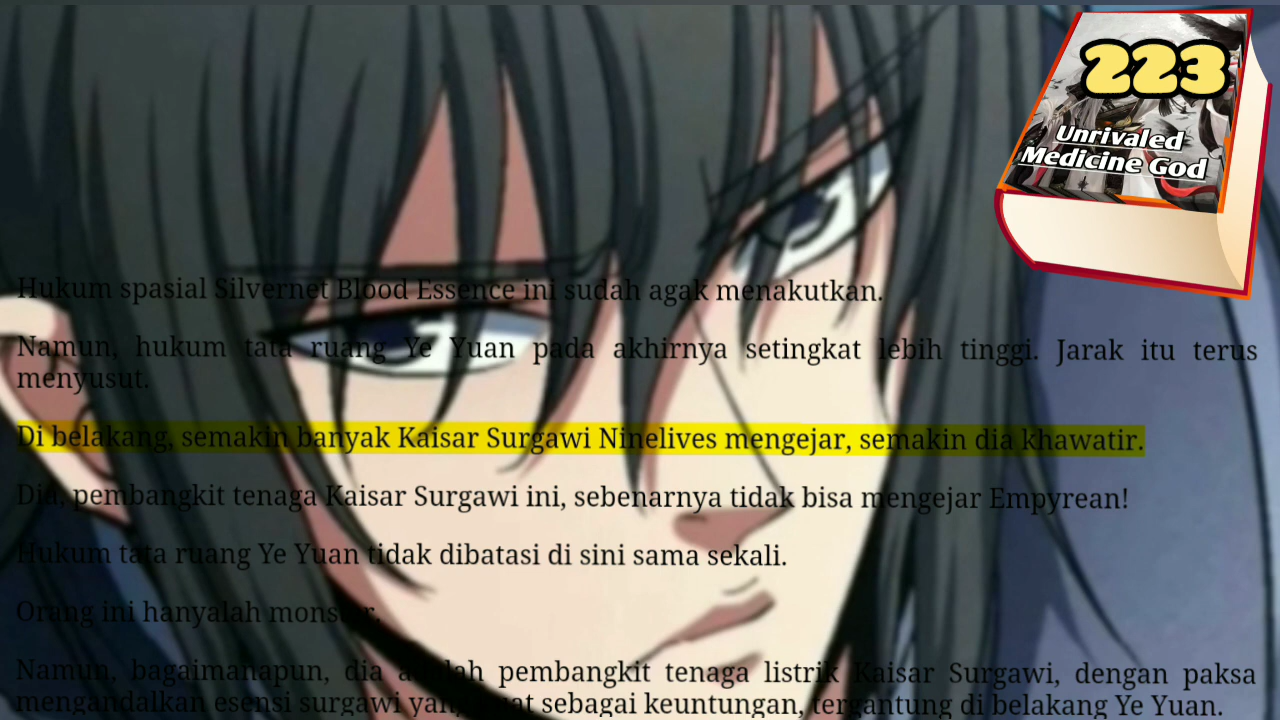 223
Unrivaled
Medicine God
Hukum spasial Silvernet Blood Essence ini sudah agak menakutkan.
Namun, hukum tata ruang Ye Yuan pada akhirnya setingkat lebih tinggi. Jarak itu terus
menyusut.
Di belakang, semakin banyak Kaisar Surgawi Ninelives mengejar, semakin dia khawatir.
Dia, pembangkit tenaga Kaisar Surgawi ini, sebenarnya tidak bisa mengejar Empyrean!
Hukum tata ruang Ye Yuan tidak dibatasi di sini sama sekali.
Orang ini hanyalah monster.
Namun, bagaimanapun, dia adalah pembangkit tenaga listrik Kaisar Surgawi, dengan paksa
mengandalkan esensi surgawi yang sebagai keuntungan, tergantung di belakang Ye Yuan.